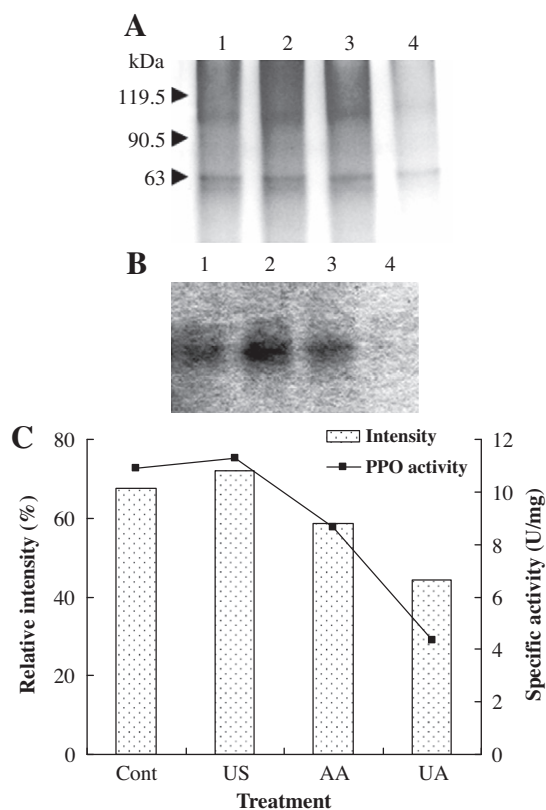 A
1 2 3 4
kDa
119.5
90.5
63
B
1 2 3 4
C
80 Intensity 12
PPO activity
10
60
8
40 6
4
20
2
0 0
Relative intensity (%)
Specific activity (U/mg)
Cont US AA UA
Treatment